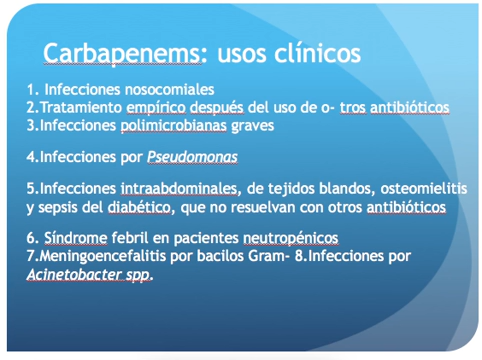 Carbapenems: usos clínicos
1. Infecciones nosocomiales
2.Tratamiento empírico después del uso de o- tros antibióticos
3.Infecciones polimicrobianas graves
4.Infecciones por Pseudomonas
5.Infecciones intraabdominales, de tejidos blandos, osteomielitis
y sepsis del diabético, que no resuelvan con otros antibióticos
6. Síndrome febril en pacientes neutropénicos
7.Meningoencefalitis por bacilos Gram- 8.Infecciones por
Acinetobacter spp.